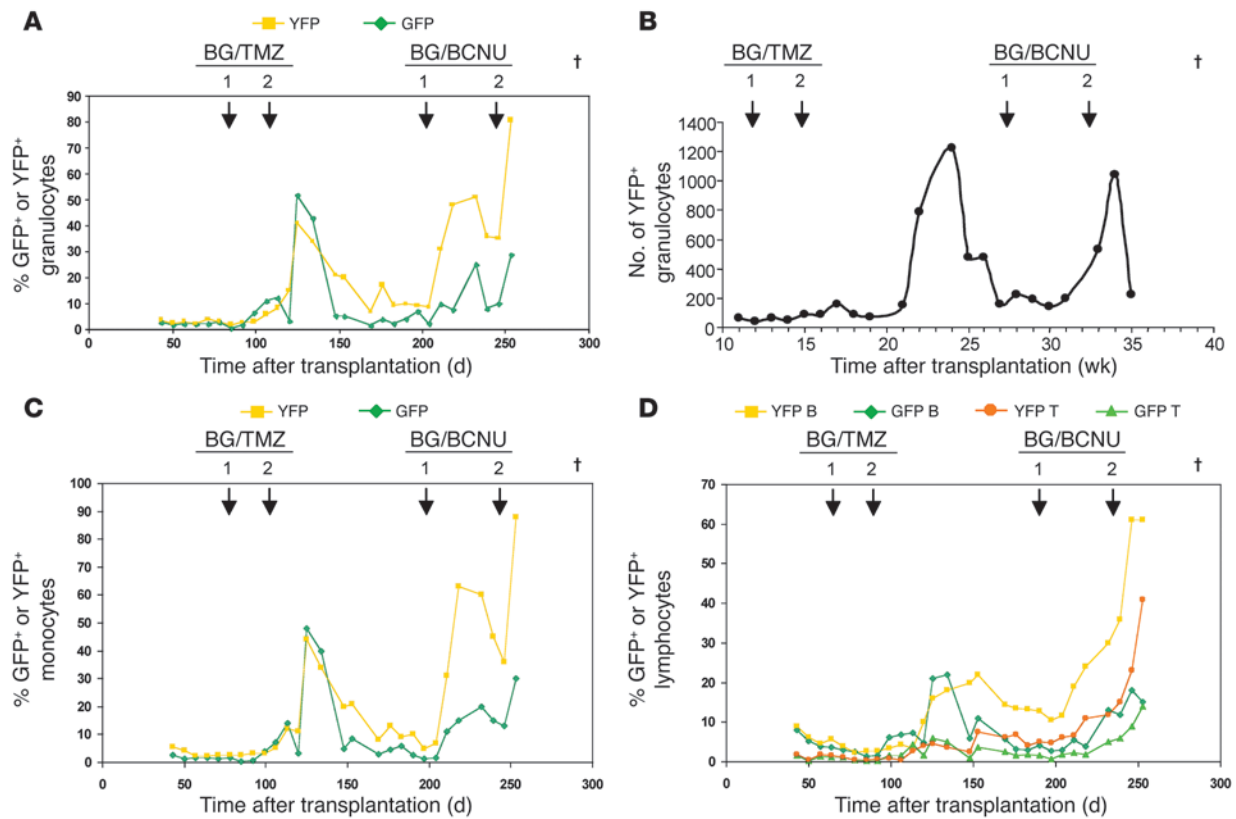 A
YFP GFP
BG/TMZ BG/BCNU †
1 2 1 2
% GFP+ or YFP+
granulocytes
90
80
70
60
50
40
30
20
10
0
50 100 150 200 250 300
Time after transplantation (d)
B
BG/TMZ BG/BCNU †
1 2 1 2
No. of YFP+
granulocytes
1400
1200
1000
800
600
400
200
0
10 15 20 25 30 35 40
Time after transplantation (wk)
C
YFP GFP
BG/TMZ BG/BCNU †
1 2 1 2
% GFP+ or YFP+
monocytes
100
90
80
70
60
50
40
30
20
10
0
0 50 100 150 200 250 300
Time after transplantation (d)
D
YFP B GFP B YFP T GFP T
BG/TMZ BG/BCNU †
1 2 1 2
% GFP+ or YFP+
lymphocytes
70
60
50
40
30
20
10
0
0 50 100 150 200 250 300
Time after transplantation (d)